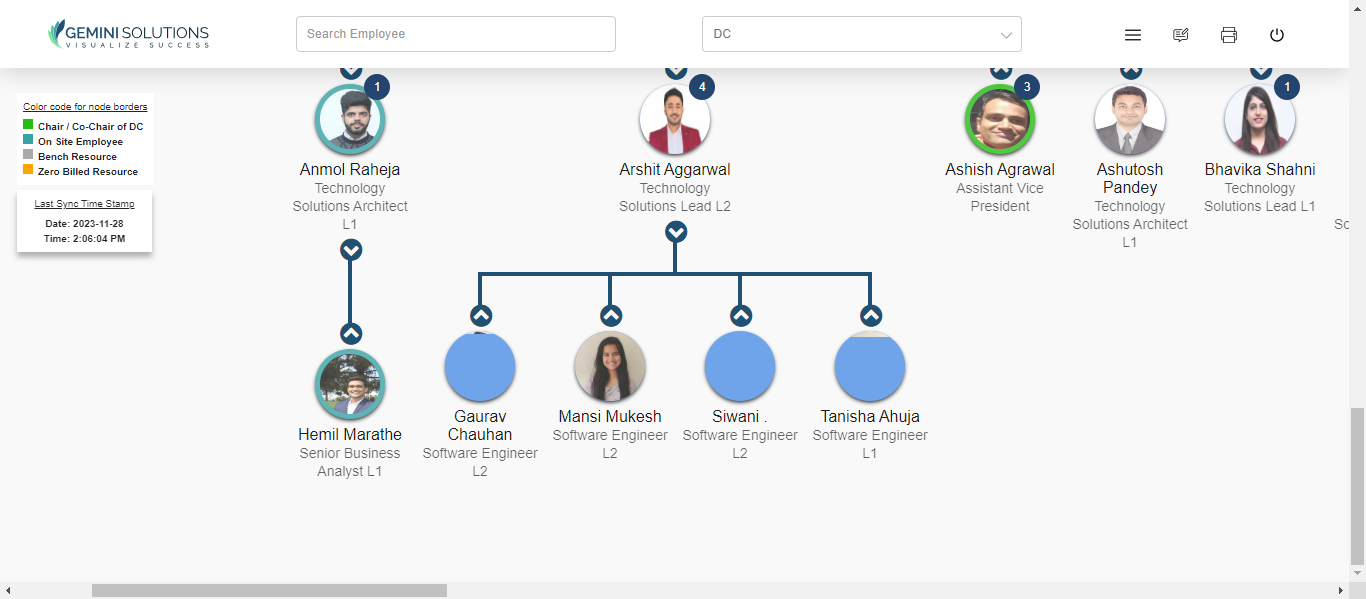 GEMINI SOLUTIONS
VISUALIZE SUCCESS
Search Employee
DC
Color code for node borders
Chair / Co-Chair of DC
On Site Employee
Bench Resource
Zero Billed Resource
Last Sync Time Stamp
Date: 2023-11-28
Time: 2:06:04 PM
1
Anmol Raheja
Technology
Solutions Architect
L1
4
Arshit Aggarwal
Technology
Solutions Lead L2
3
Ashish Agrawal
Assistant Vice
President
Ashutosh
Pandey
Technology
Solutions Architect
L1
1
Bhavika Shahni
Technology
Solutions Lead L1
So
Hemil Marathe
Senior Business
Analyst L1
Gaurav
Chauhan
Software Engineer
L2
Mansi Mukesh
Software Engineer
L2
Siwani .
Software Engineer
L2
Tanisha Ahuja
Software Engineer
L1